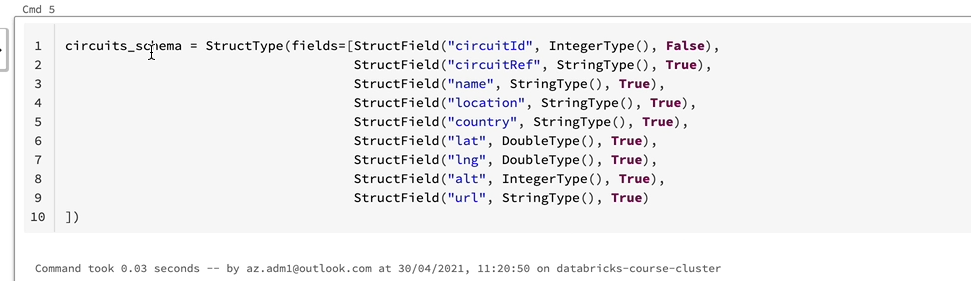 Cmd 5
1 circuits_schema = StructType(fields=[StructField("circuitId", IntegerType(), False),
2 StructField("circuitRef", StringType(), True),
3 StructField("name", StringType(), True),
4 StructField("location", StringType(), True),
5 StructField("country", StringType(), True),
6 StructField("lat", DoubleType(), True),
7 StructField("lng", DoubleType(), True),
8 StructField("alt", IntegerType(), True),
9 StructField("url", StringType(), True)
10 ])
Command took 0.03 seconds -- by az.adm1@outlook.com at 30/04/2021, 11:20:50 on databricks-course-cluster